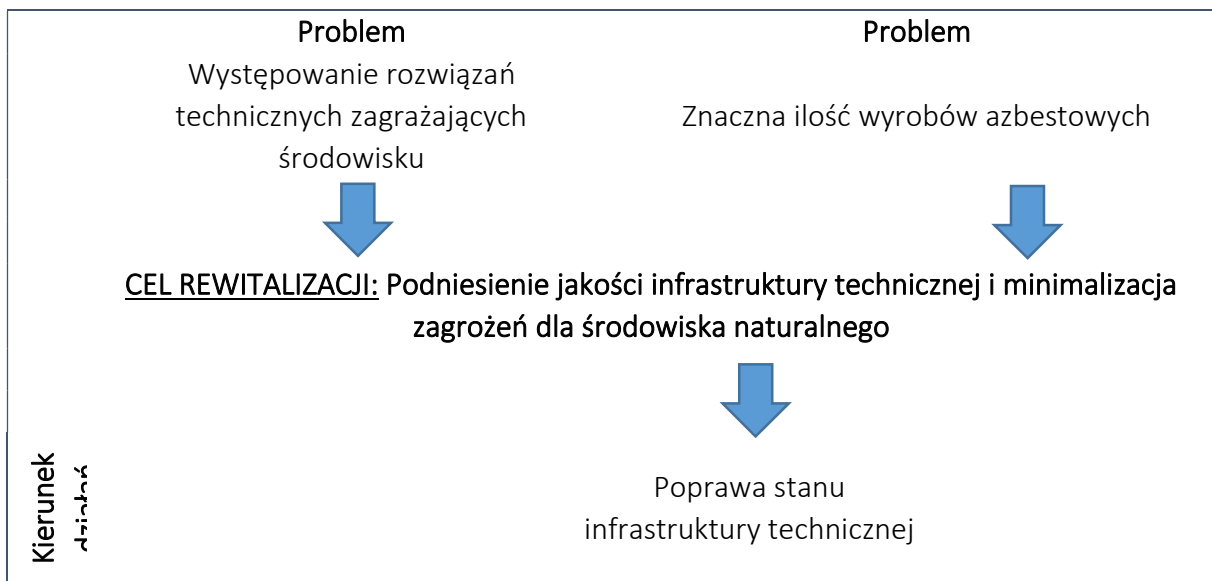 Problem
Występowanie rozwiązań
technicznych zagrażających
środowisku
Problem
Znaczna ilość wyrobów azbestowych
CEL REWITALIZACJI: Podniesienie jakości infrastruktury technicznej i minimalizacja
zagrożeń dla środowiska naturalnego
Kierunek
działań
Poprawa stanu
infrastruktury technicznej